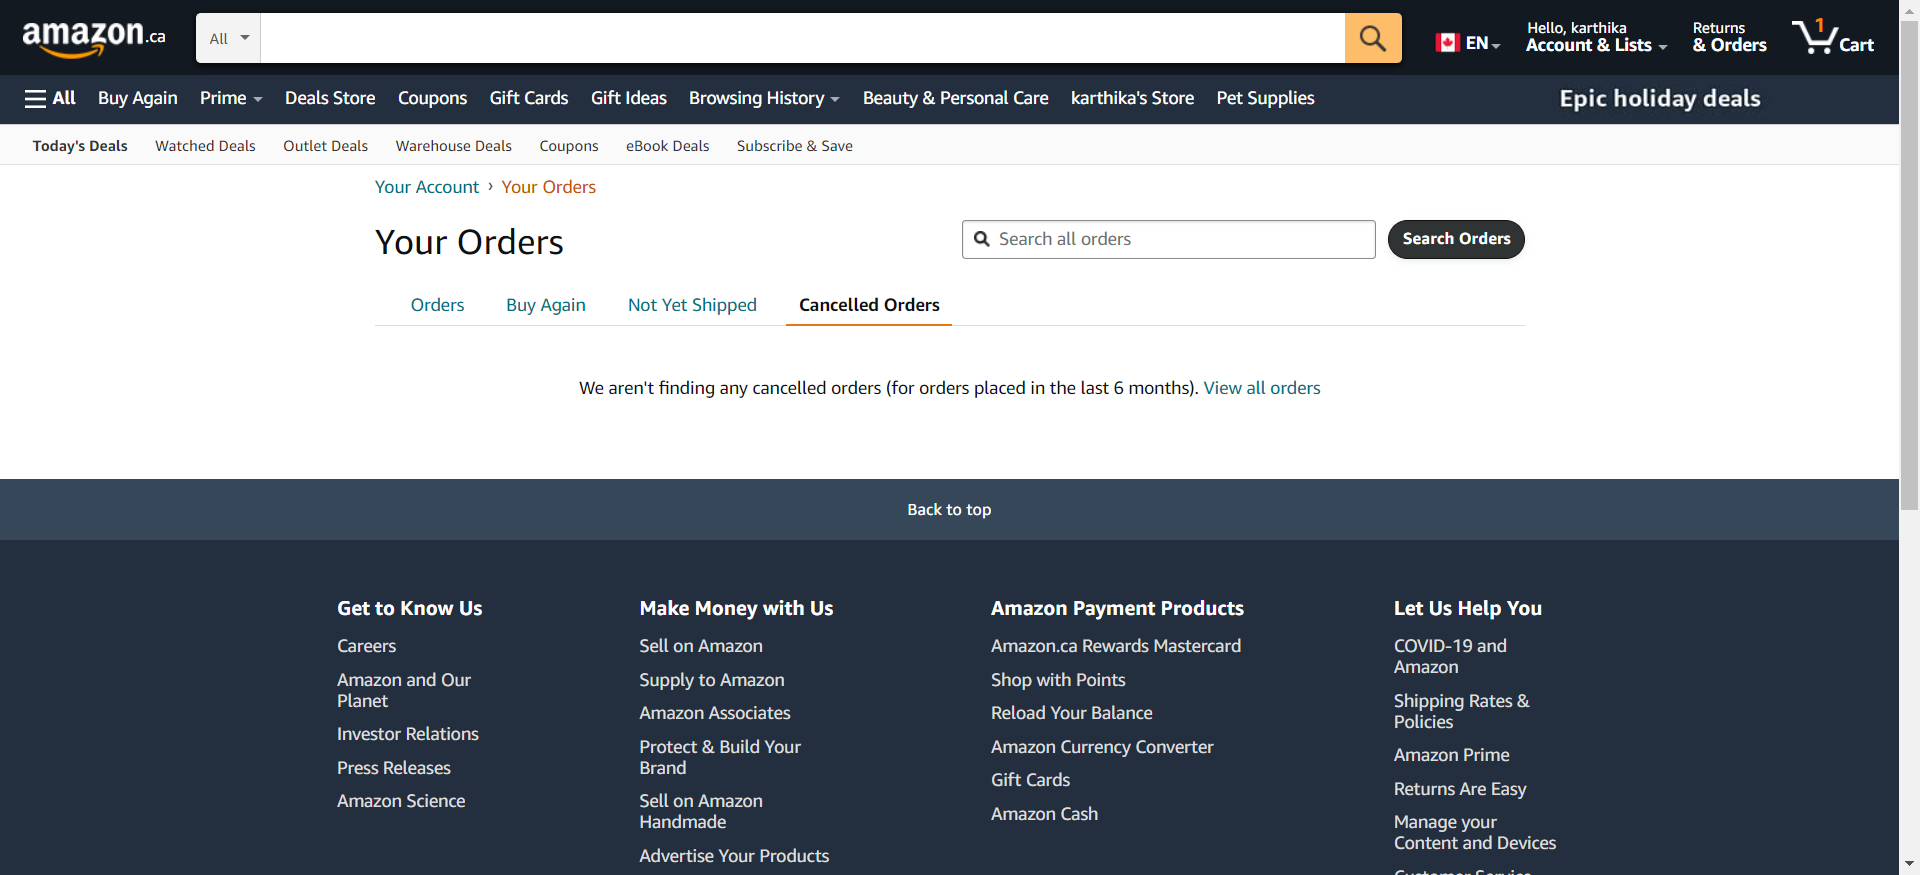 amazon.ca
All
EN
Hello, karthika
Account & Lists
Returns
& Orders
1
Cart
All Buy Again Prime Deals Store Coupons Gift Cards Gift Ideas Browsing History Beauty & Personal Care karthika's Store Pet Supplies Epic holiday deals
Today's Deals Watched Deals Outlet Deals Warehouse Deals Coupons eBook Deals Subscribe & Save
Your Account › Your Orders
Your Orders
Search all orders
Search Orders
Orders Buy Again Not Yet Shipped Cancelled Orders
We aren't finding any cancelled orders (for orders placed in the last 6 months). View all orders
Back to top
Get to Know Us
Careers
Amazon and Our
Planet
Investor Relations
Press Releases
Amazon Science
Make Money with Us
Sell on Amazon
Supply to Amazon
Amazon Associates
Protect & Build Your
Brand
Sell on Amazon
Handmade
Advertise Your Products
Amazon Payment Products
Amazon.ca Rewards Mastercard
Shop with Points
Reload Your Balance
Amazon Currency Converter
Gift Cards
Amazon Cash
Let Us Help You
COVID-19 and
Amazon
Shipping Rates &
Policies
Amazon Prime
Returns Are Easy
Manage your
Content and Devices
Customer Service